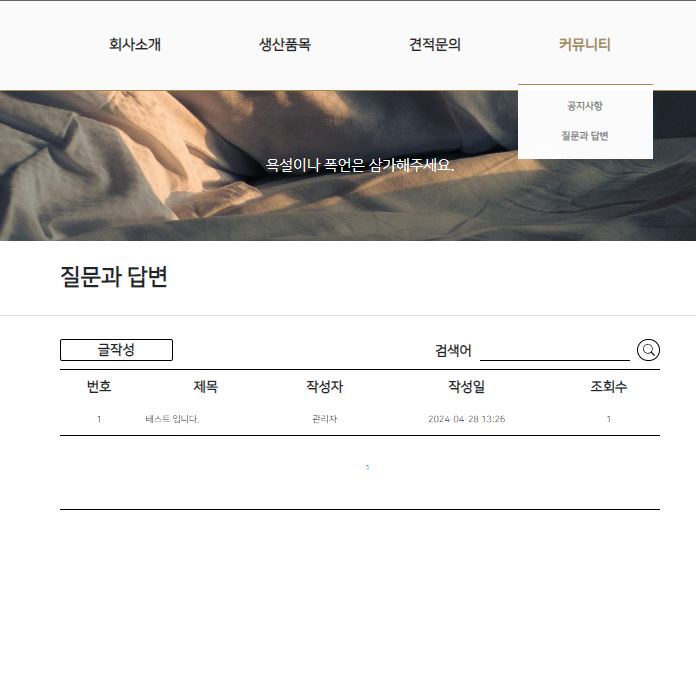 회사소개 생산품목 견적문의 커뮤니티
공지사항
질문과 답변
욕설이나 폭언은 삼가해주세요.
질문과 답변
글작성 검색어
번호 제목 작성자 작성일 조회수
1 테스트 입니다. 관리자 2024-04-28 13:26 1
1